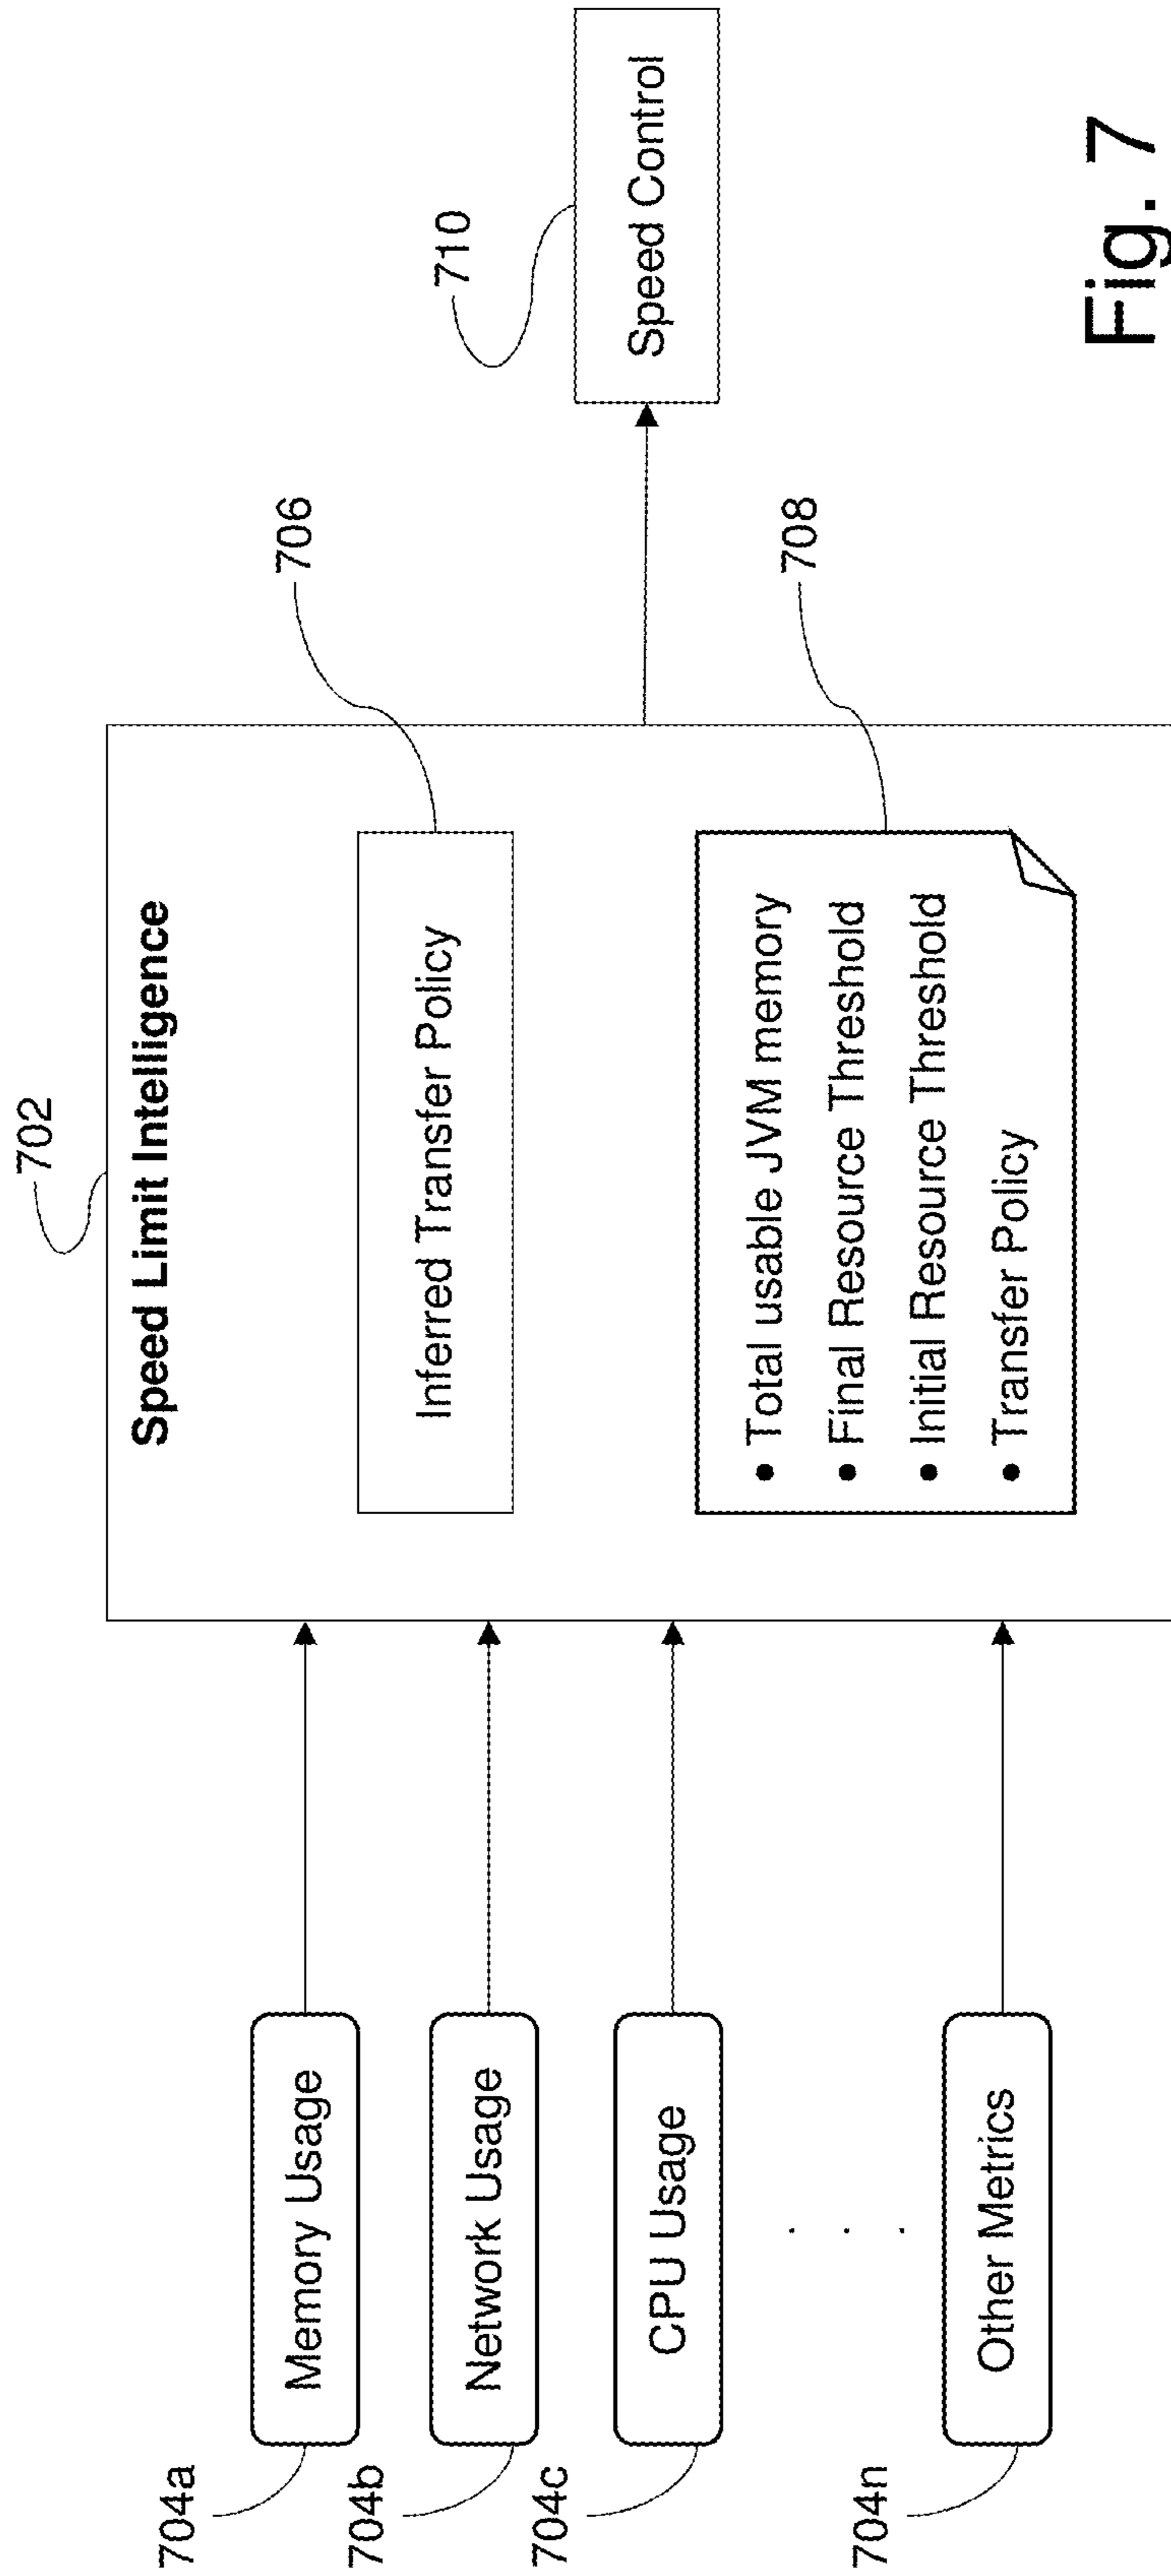 702
Speed Limit Intelligence
704a
Memory Usage
706
Inferred Transfer Policy
704b
Network Usage
710
Speed Control
704c
CPU Usage
. . .
708
• Total usable JVM memory
• Final Resource Threshold
• Initial Resource Threshold
• Transfer Policy
704n
Other Metrics
Fig. 7